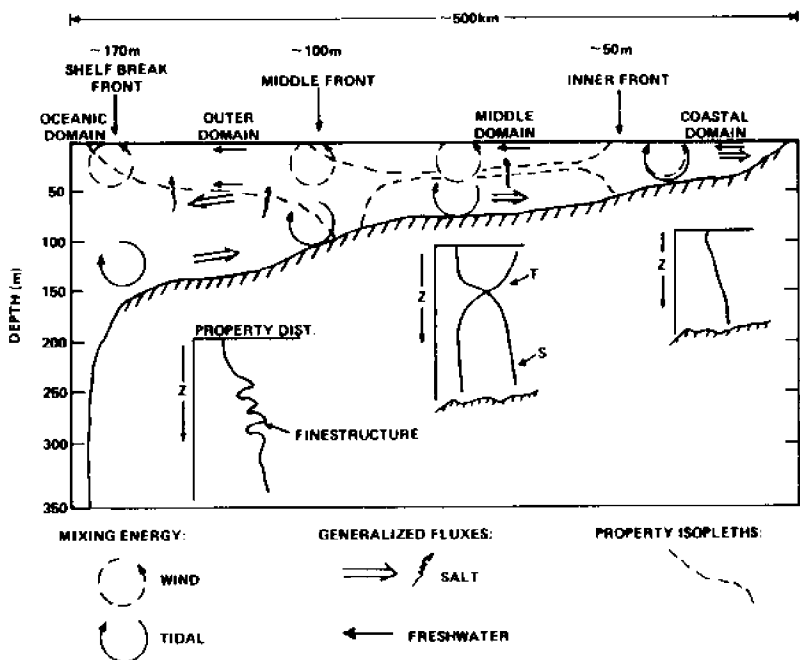 ~500km
~170m
SHELF BREAK
FRONT
~100m
MIDDLE FRONT
~50m
INNER FRONT
OCEANIC
DOMAIN
OUTER
DOMAIN
MIDDLE
DOMAIN
COASTAL
DOMAIN
DEPTH (m)
50
100
150
200
250
300
350
PROPERTY DIST.
Z
FINESTRUCTURE
Z
T
S
Z
MIXING ENERGY:
WIND
TIDAL
GENERALIZED FLUXES:
SALT
FRESHWATER
PROPERTY ISOPLETHS: